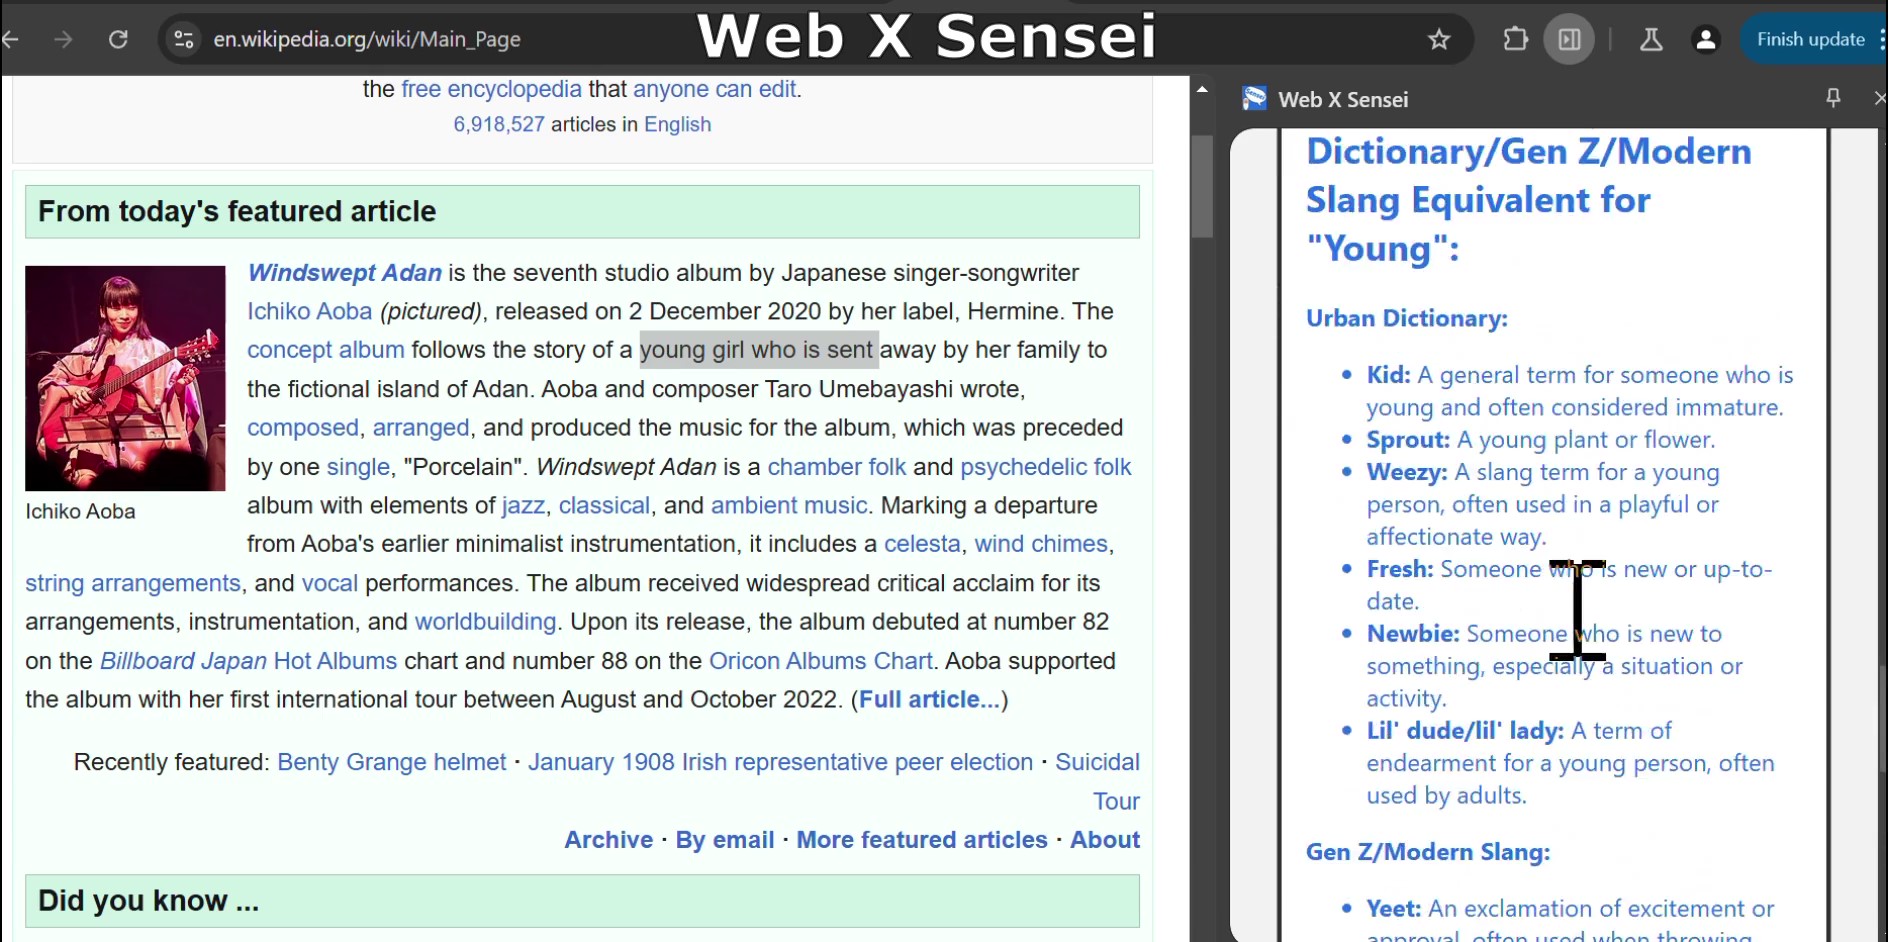 en.wikipedia.org/wiki/Main_Page
Web X Sensei
Finish update
the free encyclopedia that anyone can edit.
6,918,527 articles in English
From today's featured article
Windswept Adan is the seventh studio album by Japanese singer-songwriter
Ichiko Aoba (pictured), released on 2 December 2020 by her label, Hermine. The
concept album follows the story of a young girl who is sent away by her family to
the fictional island of Adan. Aoba and composer Taro Umebayashi wrote,
composed, arranged, and produced the music for the album, which was preceded
by one single, "Porcelain". Windswept Adan is a chamber folk and psychedelic folk
album with elements of jazz, classical, and ambient music. Marking a departure
Ichiko Aoba
from Aoba's earlier minimalist instrumentation, it includes a celesta, wind chimes,
string arrangements, and vocal performances. The album received widespread critical acclaim for its
arrangements, instrumentation, and worldbuilding. Upon its release, the album debuted at number 82
on the Billboard Japan Hot Albums chart and number 88 on the Oricon Albums Chart. Aoba supported
the album with her first international tour between August and October 2022. (Full article...)
Recently featured: Benty Grange helmet · January 1908 Irish representative peer election · Suicidal
Tour
Archive · By email · More featured articles · About
Did you know ...
Web X Sensei
Dictionary/Gen Z/Modern
Slang Equivalent for
"Young":
Urban Dictionary:
• Kid: A general term for someone who is
young and often considered immature.
• Sprout: A young plant or flower.
• Weezy: A slang term for a young
person, often used in a playful or
affectionate way.
• Fresh: Someone who is new or up-to-
date.
• Newbie: Someone who is new to
something, especially a situation or
activity.
• Lil' dude/lil' lady: A term of
endearment for a young person, often
used by adults.
Gen Z/Modern Slang:
• Yeet: An exclamation of excitement or
approval, often used when throwing